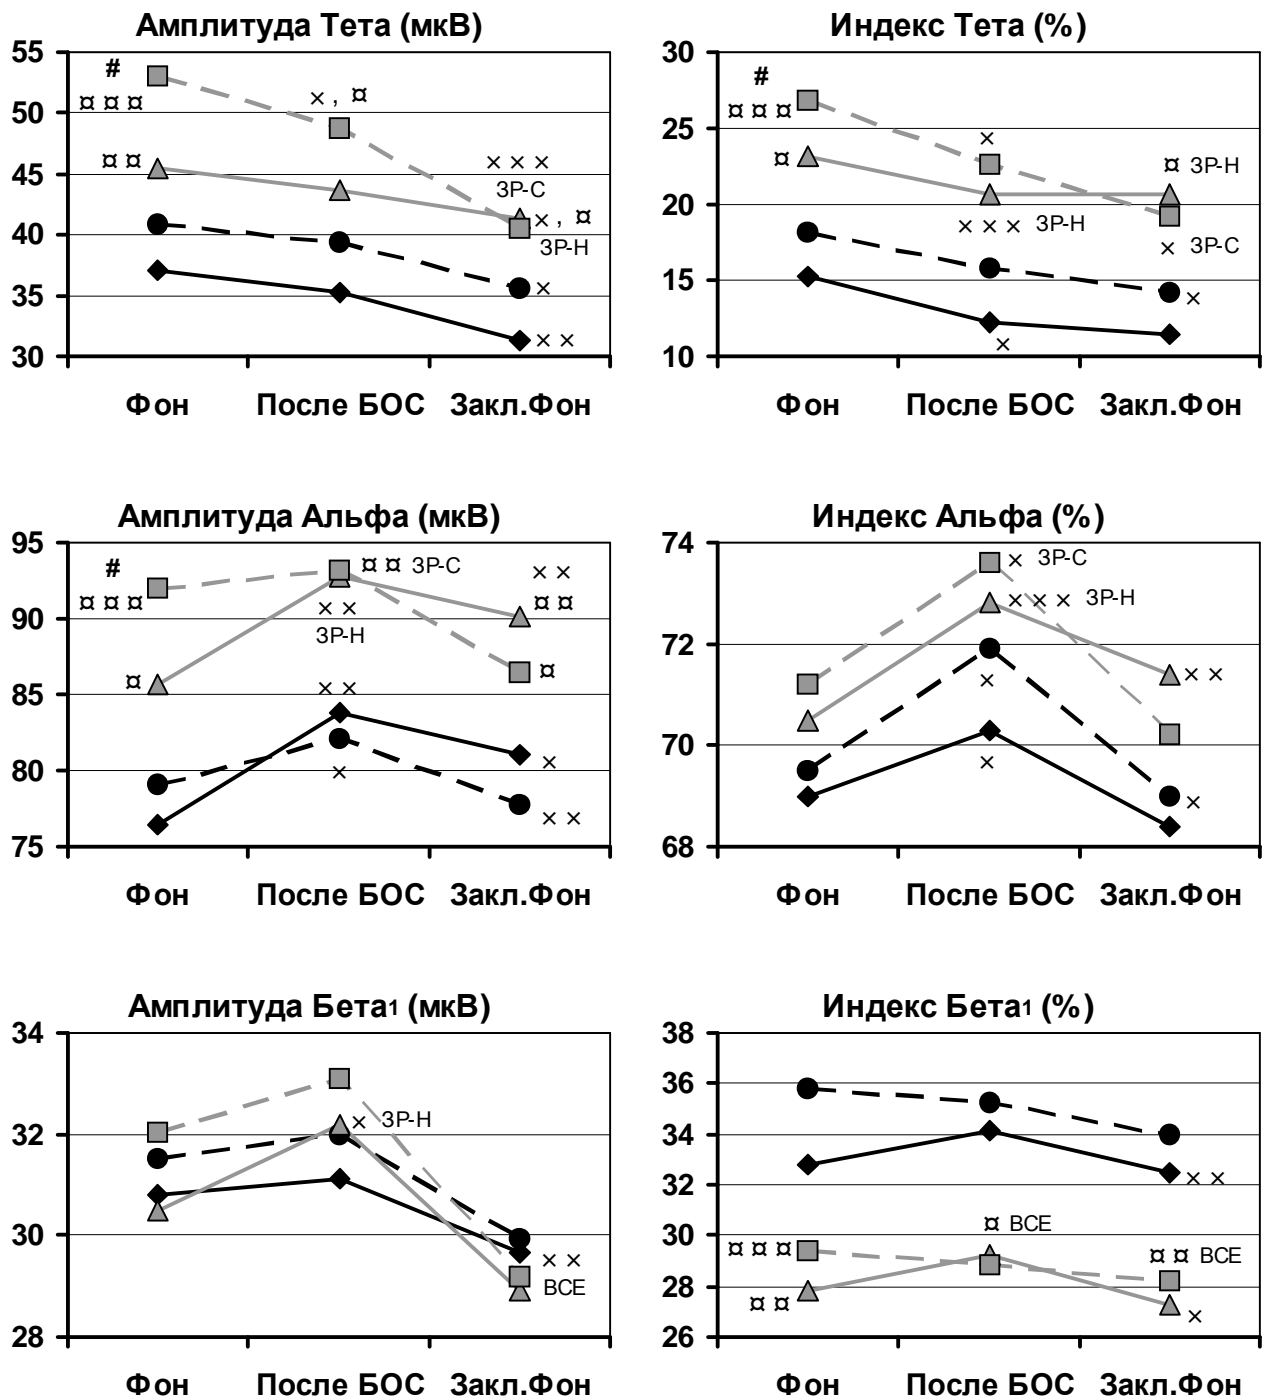 Амплитуда Тета (мкВ)
55
50
45
40
35
30
#
¤ ¤ ¤
¤ ¤
× , ¤
× × ×
ЗР-С
× , ¤
ЗР-Н
×
× ×
Фон После БОС Закл.Фон
Индекс Тета (%)
30
25
20
15
10
#
¤ ¤ ¤
¤
×
× × × ЗР-Н
¤ ЗР-Н
× ЗР-С
×
×
Фон После БОС Закл.Фон
Амплитуда Альфа (мкВ)
95
90
85
80
75
#
¤ ¤ ¤
¤
¤ ¤ ЗР-С
× ×
ЗР-Н
× ×
×
× ×
¤ ¤
¤
×
× ×
Фон После БОС Закл.Фон
Индекс Альфа (%)
74
72
70
68
× ЗР-С
× × × ЗР-Н
×
×
× ×
×
Фон После БОС Закл.Фон
Амплитуда Бета1 (мкВ)
34
32
30
28
× ЗР-Н
× ×
ВСЕ
Фон После БОС Закл.Фон
Индекс Бета1 (%)
38
36
34
32
30
28
26
¤ ¤ ¤
¤ ¤
¤ ВСЕ
× ×
¤ ¤ ВСЕ
×
Фон После БОС Закл.Фон